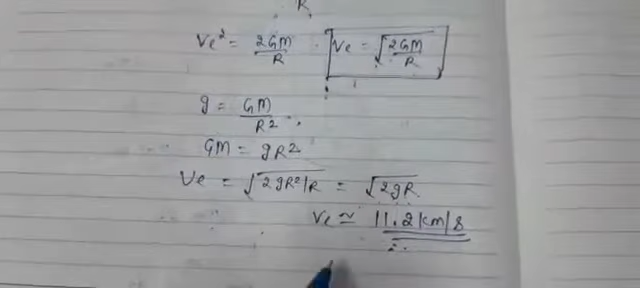 R
Ve² = 2GM/R . Ve = √2GM/R
g = GM/R²
GM = gR²
Ve = √2gR²/R = √2gR
Ve ≃ 11.2 km/s